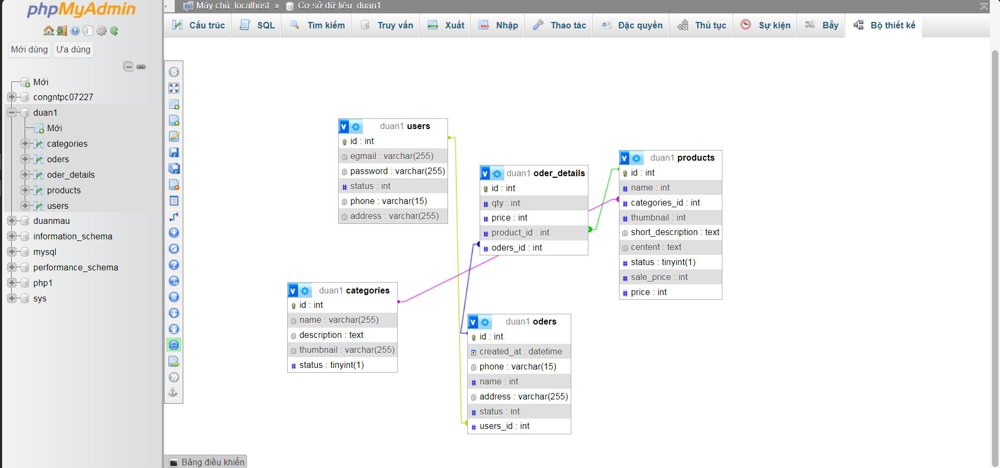 phpMyAdmin
Mới dùng
Ưa dùng
Mới
congntpc07227
duan1
Mới
categories
oders
oder_details
products
users
duanmau
information_schema
mysql
performance_schema
php1
sys
Máy chủ: localhost » Cơ sở dữ liệu: duan1
Cấu trúc
SQL
Tìm kiếm
Truy vấn
Xuất
Nhập
Thao tác
Đặc quyền
Thủ tục
Sự kiện
Bẫy
Bộ thiết kế
v duan1 users
id : int
egmail : varchar(255)
password : varchar(255)
# status : int
phone : varchar(15)
address : varchar(255)
v duan1 oder_details
id : int
# qty : int
# price : int
# product_id : int
# oders_id : int
v duan1 products
id : int
# name : int
# categories_id : int
# thumbnail : int
short_description : text
centent : text
# status : tinyint(1)
# sale_price : int
# price : int
v duan1 categories
id : int
name : varchar(255)
description : text
thumbnail : varchar(255)
# status : tinyint(1)
v duan1 oders
id : int
created_at : datetime
phone : varchar(15)
# name : int
address : varchar(255)
# status : int
# users_id : int
Bảng điều khiển